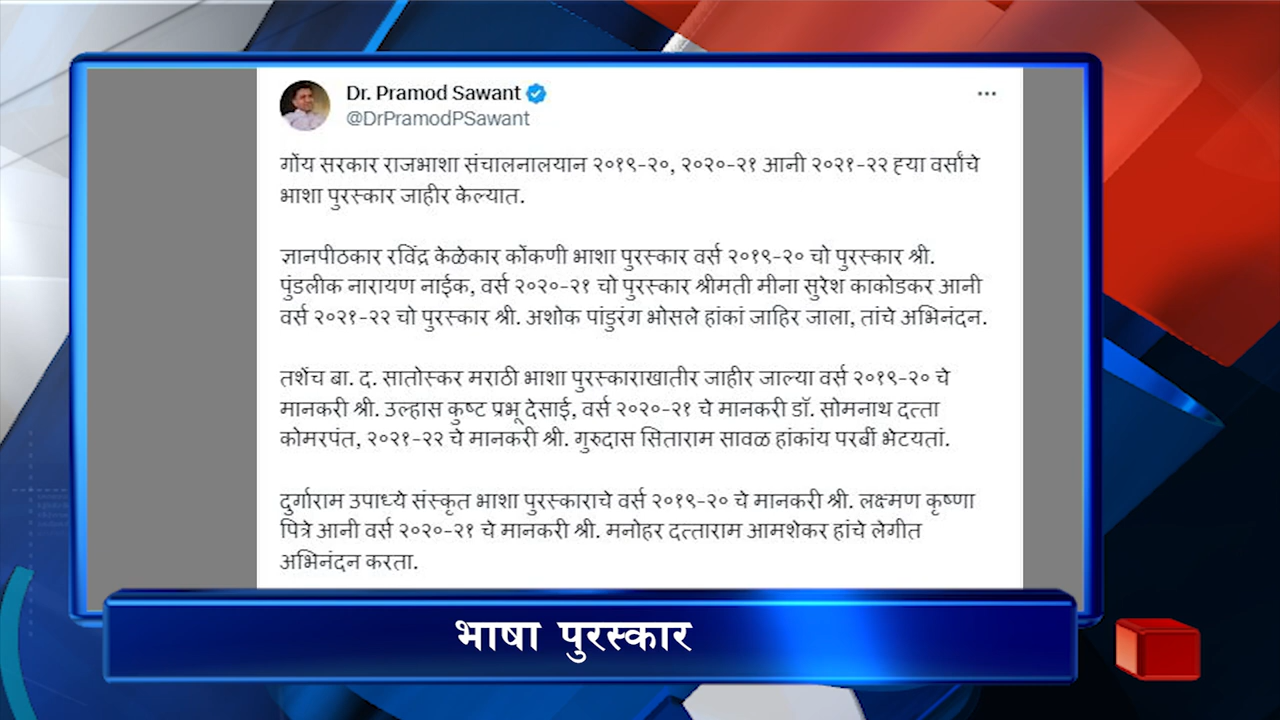 Dr. Pramod Sawant
@DrPramodPSawant
गोंय सरकार राजभाशा संचालनालयान २०१९-२०, २०२०-२१ आनी २०२१-२२ ह्या वर्सांचे
भाशा पुरस्कार जाहीर केल्यात.
ज्ञानपीठकार रविंद्र केळेकार कोंकणी भाशा पुरस्कार वर्स २०१९-२० चो पुरस्कार श्री.
पुंडलीक नारायण नाईक, वर्स २०२०-२१ चो पुरस्कार श्रीमती मीना सुरेश काकोडकर आनी
वर्स २०२१-२२ चो पुरस्कार श्री. अशोक पांडुरंग भोसले हांकां जाहिर जाला, तांचे अभिनंदन.
तशेंच बा. द. सातोस्कर मराठी भाशा पुरस्काराखातीर जाहीर जाल्या वर्स २०१९-२० चे
मानकरी श्री. उल्हास कुष्ट प्रभू देसाई, वर्स २०२०-२१ चे मानकरी डॉ. सोमनाथ दत्ता
कोमरपंत, २०२१-२२ चे मानकरी श्री. गुरुदास सिताराम सावळ हांकांय परबीं भेटयतां.
दुर्गाराम उपाध्ये संस्कृत भाशा पुरस्काराचे वर्स २०१९-२० चे मानकरी श्री. लक्ष्मण कृष्णा
पित्रे आनी वर्स २०२०-२१ चे मानकरी श्री. मनोहर दत्ताराम आमशेकर हांचे लेगीत
अभिनंदन करता.
भाषा पुरस्कार